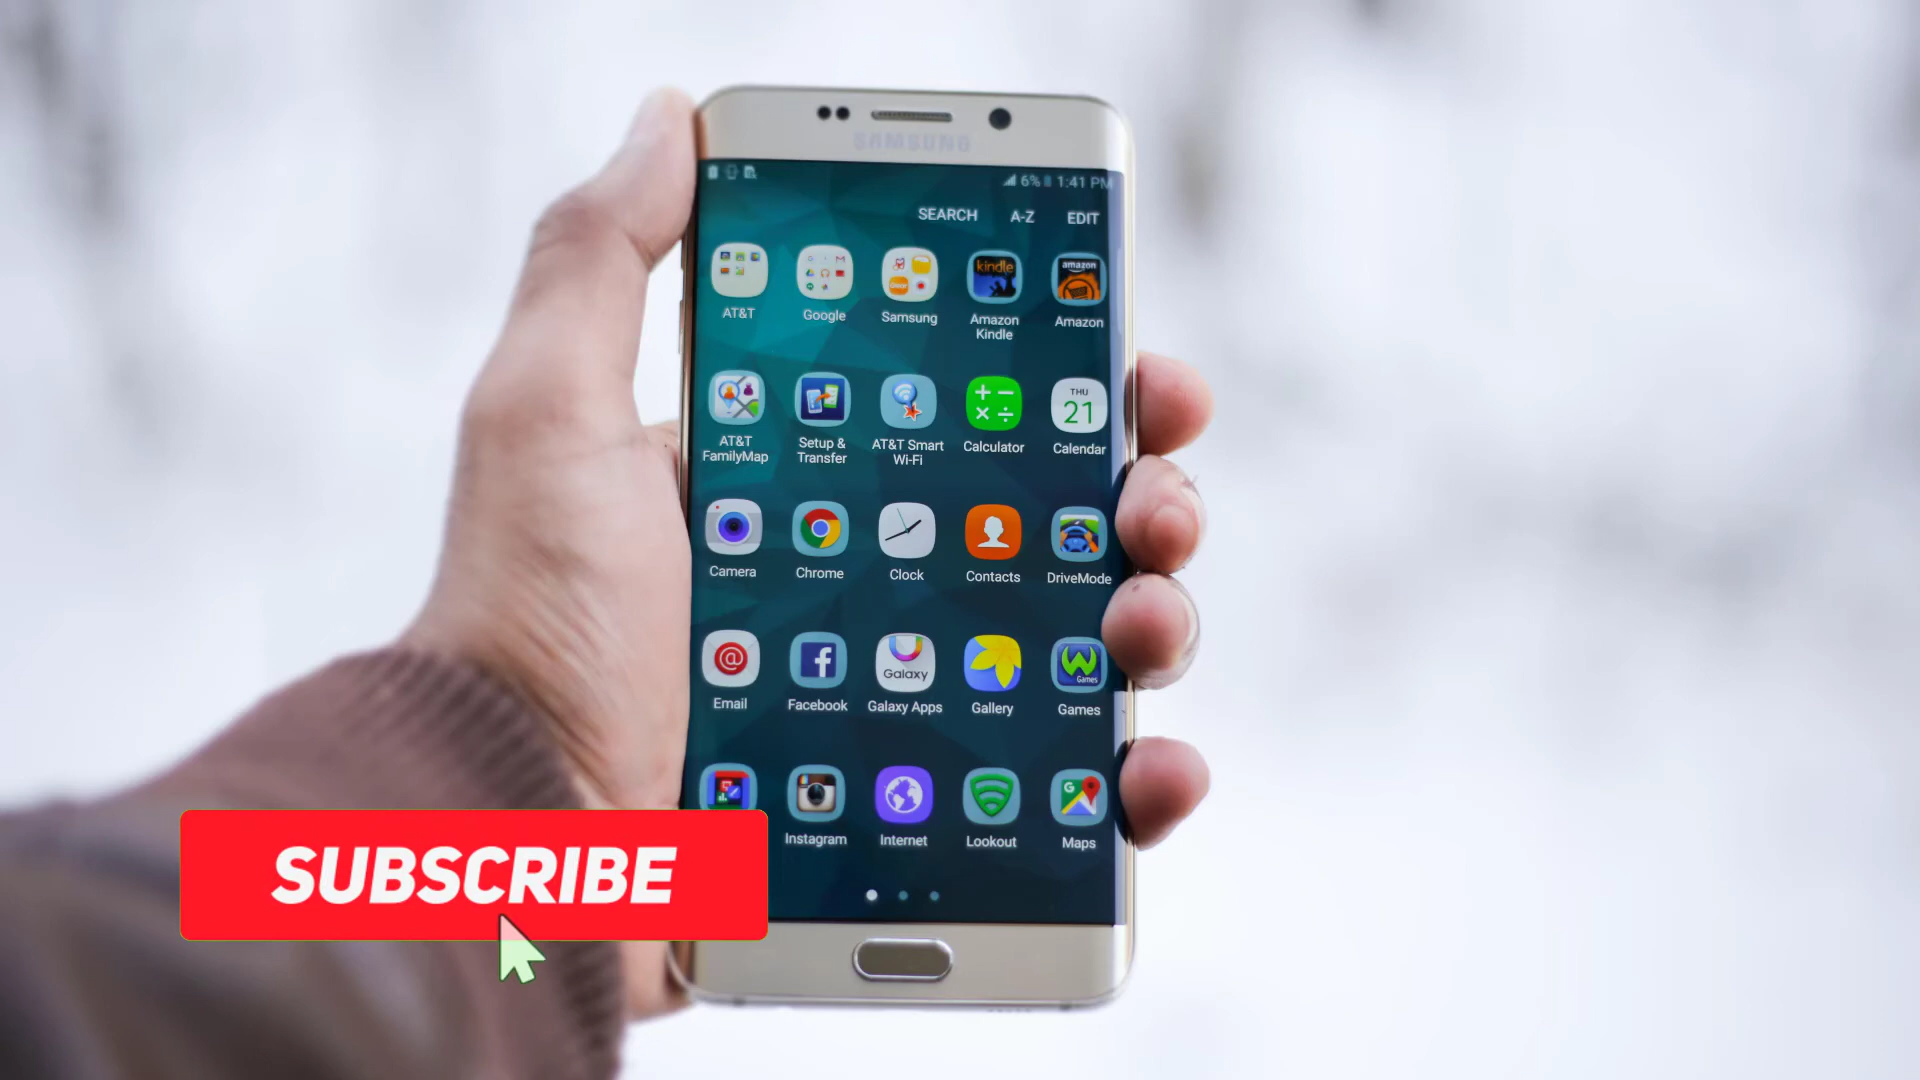 SAMSUNG
6% 1:41 PM
SEARCH A-Z EDIT
kindle
amazon
AT&T
Google
Samsung
Amazon
Kindle
Amazon
THU
21
AT&T
FamilyMap
Setup &
Transfer
AT&T Smart
Wi-Fi
Calculator
Calendar
Camera
Chrome
Clock
Contacts
DriveMode
Galaxy
Games
Email
Facebook
Galaxy Apps
Gallery
Games
Instagram
Internet
Lookout
Maps
SUBSCRIBE